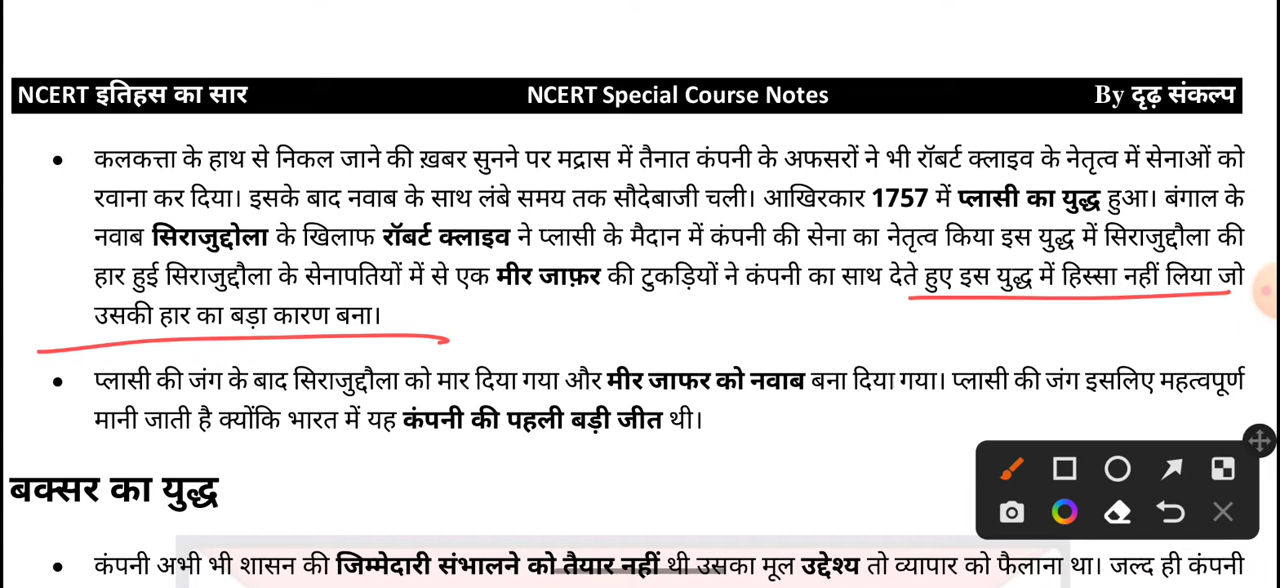 NCERT इतिहस का सार NCERT Special Course Notes By दृढ़ संकल्प
• कलकत्ता के हाथ से निकल जाने की ख़बर सुनने पर मद्रास में तैनात कंपनी के अफसरों ने भी रॉबर्ट क्लाइव के नेतृत्व में सेनाओं को
रवाना कर दिया। इसके बाद नवाब के साथ लंबे समय तक सौदेबाजी चली। आखिरकार 1757 में प्लासी का युद्ध हुआ। बंगाल के
नवाब सिराजुद्दोला के खिलाफ रॉबर्ट क्लाइव ने प्लासी के मैदान में कंपनी की सेना का नेतृत्व किया इस युद्ध में सिराजुद्दौला की
हार हुई सिराजुद्दौला के सेनापतियों में से एक मीर जाफ़र की टुकड़ियों ने कंपनी का साथ देते हुए इस युद्ध में हिस्सा नहीं लिया जो
उसकी हार का बड़ा कारण बना।
• प्लासी की जंग के बाद सिराजुद्दौला को मार दिया गया और मीर जाफर को नवाब बना दिया गया। प्लासी की जंग इसलिए महत्वपूर्ण
मानी जाती है क्योंकि भारत में यह कंपनी की पहली बड़ी जीत थी।
बक्सर का युद्ध
• कंपनी अभी भी शासन की जिम्मेदारी संभालने को तैयार नहीं थी उसका मूल उद्देश्य तो व्यापार को फैलाना था। जल्द ही कंपनी